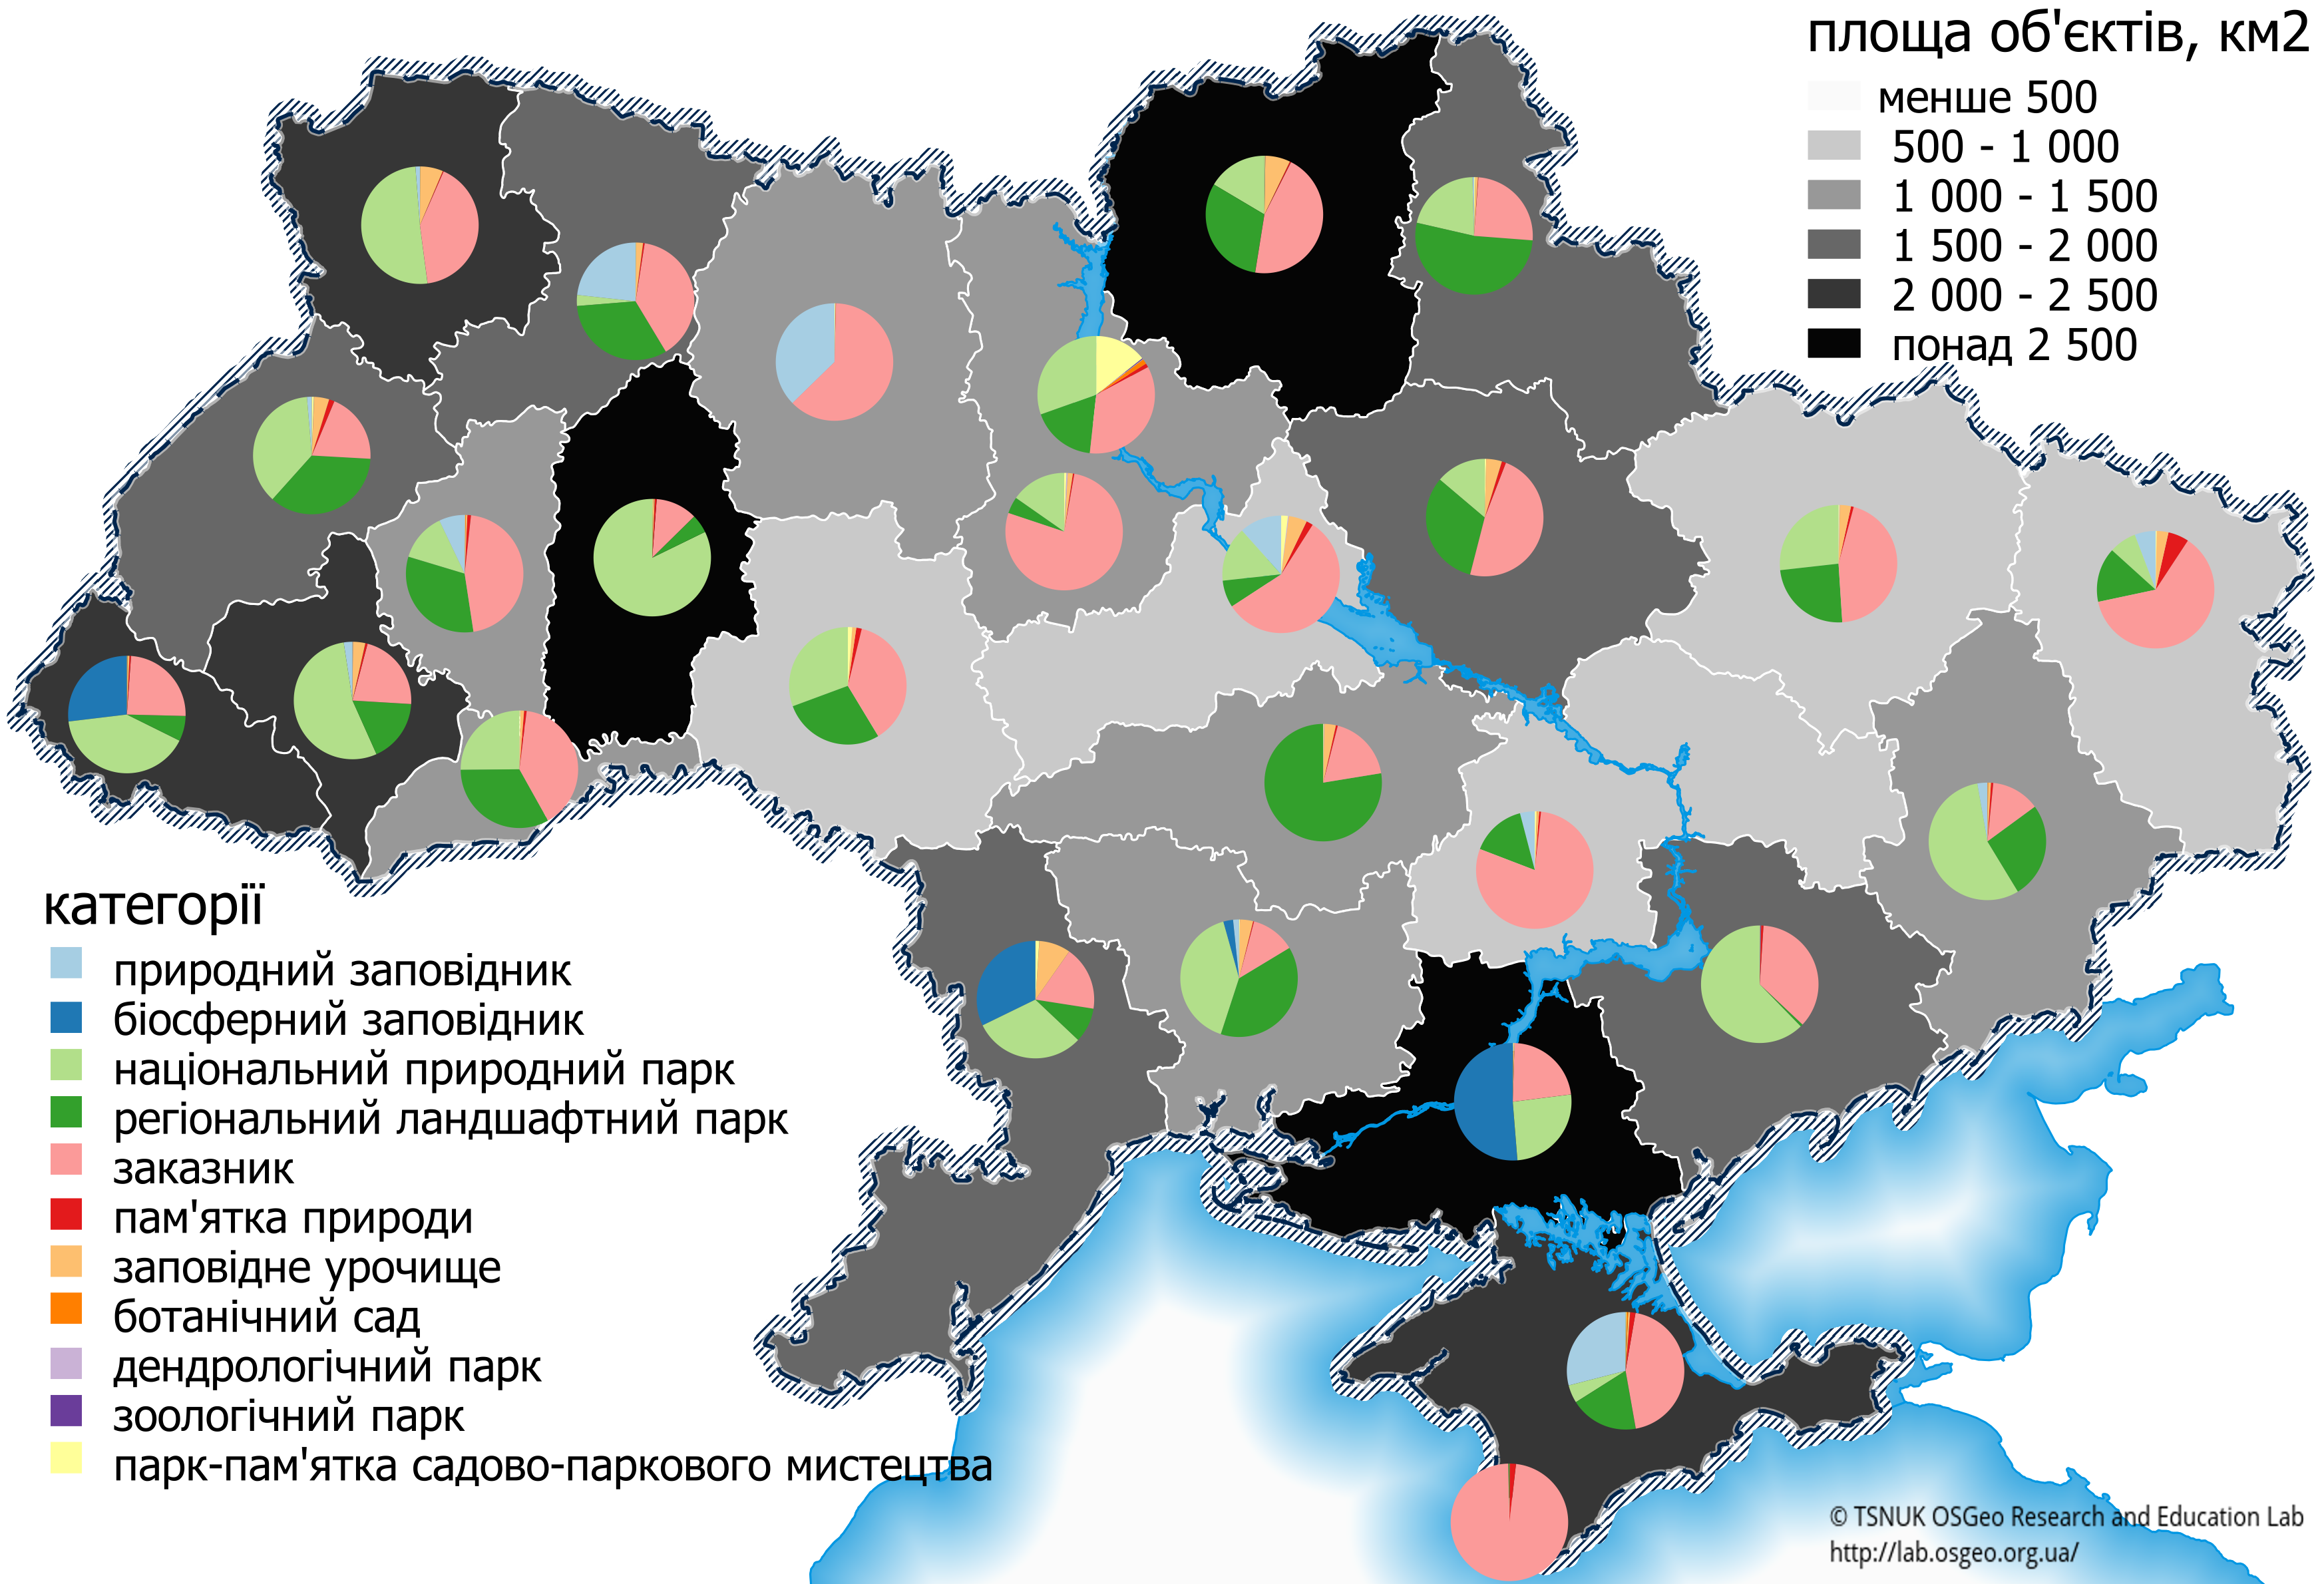 площа об'єктів, км2
менше 500
500 - 1 000
1 000 - 1 500
1 500 - 2 000
2 000 - 2 500
понад 2 500
категорії
природний заповідник
біосферний заповідник
національний природний парк
регіональний ландшафтний парк
заказник
пам'ятка природи
заповідне урочище
ботанічний сад
дендрологічний парк
зоологічний парк
парк-пам'ятка садово-паркового мистецтва
© TSNUK OSGeo Research and Education Lab
http://lab.osgeo.org.ua/